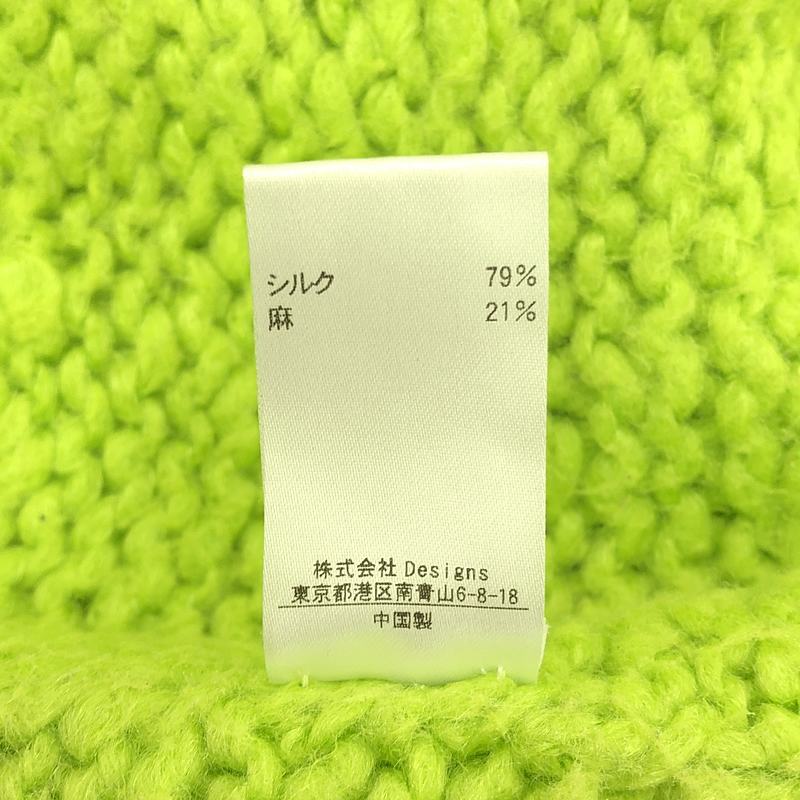 シルク 79%
麻 21%
株式会社 Designs
東京都港区南青山6-8-18
中国製